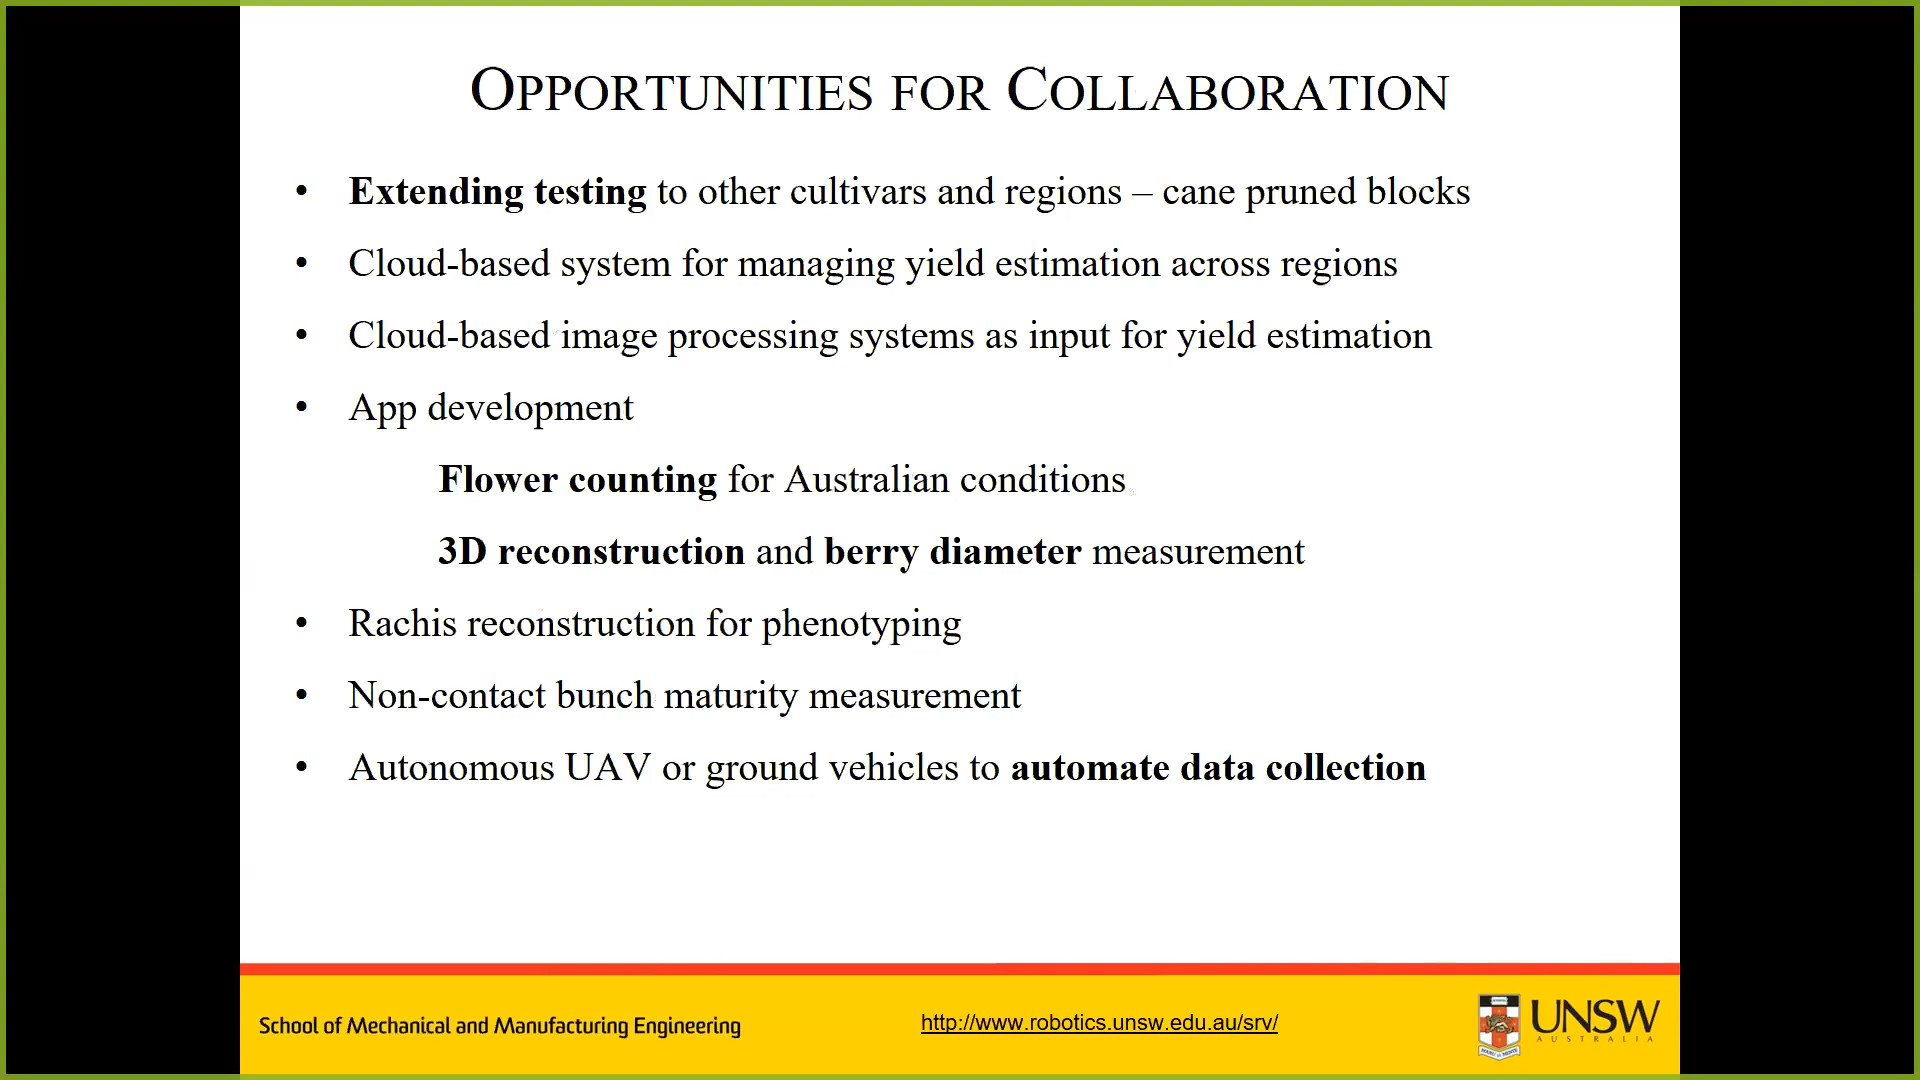 OPPORTUNITIES FOR COLLABORATION
• Extending testing to other cultivars and regions – cane pruned blocks
• Cloud-based system for managing yield estimation across regions
• Cloud-based image processing systems as input for yield estimation
• App development
Flower counting for Australian conditions
3D reconstruction and berry diameter measurement
• Rachis reconstruction for phenotyping
• Non-contact bunch maturity measurement
• Autonomous UAV or ground vehicles to automate data collection
School of Mechanical and Manufacturing Engineering
http://www.robotics.unsw.edu.au/srv/
UNSW
AUSTRALIA